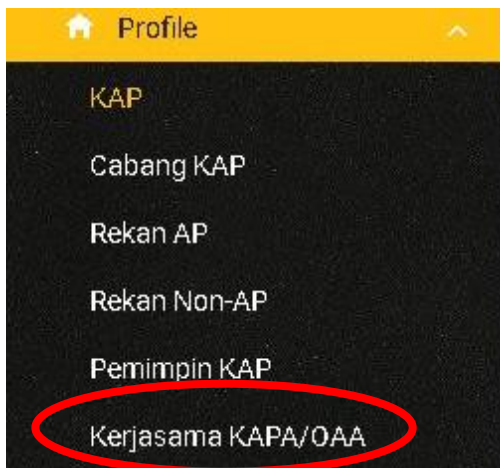 Profile
KAP
Cabang KAP
Rekan AP
Rekan Non-AP
Pemimpin KAP
Kerjasama KAPA/OAA